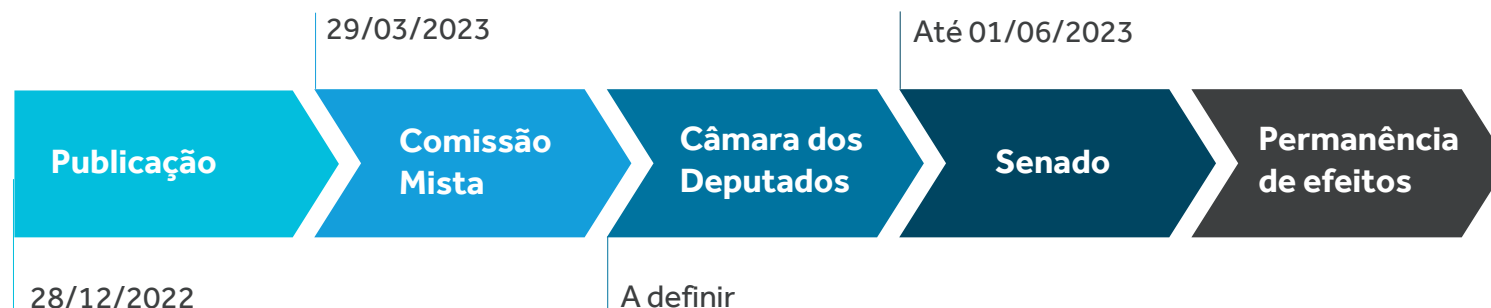 29/03/2023
Até 01/06/2023
Publicação
Comissão
Mista
Câmara dos
Deputados
Senado
Permanência
de efeitos
28/12/2022
A definir